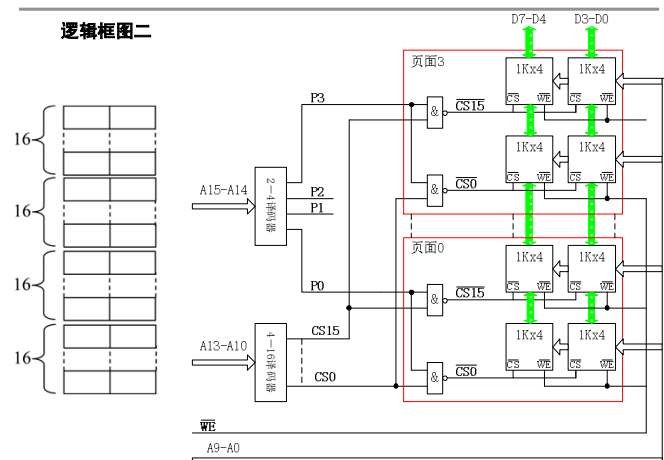 逻辑框图二
D7-D4 D3-D0
页面3
1Kx4 1Kx4
P3 & CS15 CS WE CS WE
16
1Kx4 1Kx4
A15-A14 2—4译码器 P2 & CS0 CS WE CS WE
P1
16
页面0
1Kx4 1Kx4
16
P0 & CS15 CS WE CS WE
CS15
1Kx4 1Kx4
A13-A10 4—16译码器
16
CS0 & CS0 CS WE CS WE
WE
A9-A0